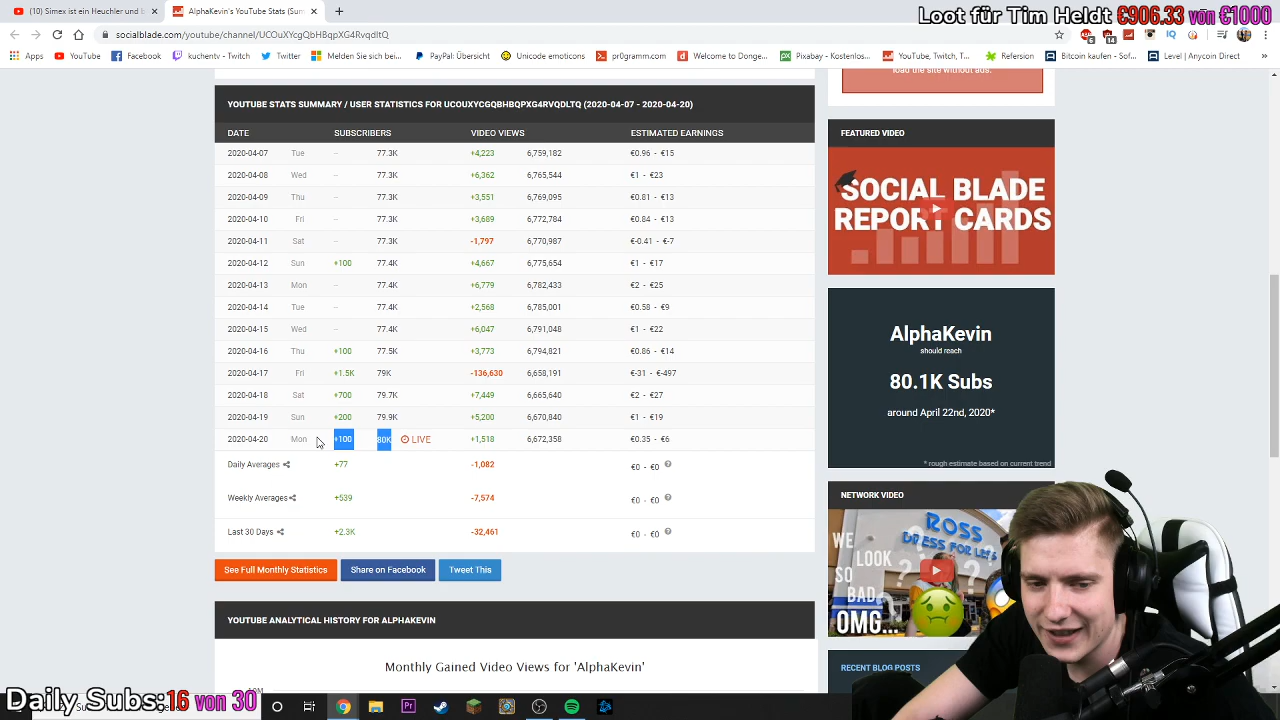 (10) Simex ist ein Heuchler und b
AlphaKevin's YouTube Stats (Sum
Loot für Tim Heldt €906.33 von €1000
socialblade.com/youtube/channel/UCOuXYcgQbHBqpXG4RvqdltQ
Apps YouTube Facebook kuchentv - Twitch Twitter Melden Sie sich bei... PayPal Übersicht Unicode emoticons pr0gramm.com Welcome to Donge... Pixabay - Kostenlos... YouTube, Twitch, T... Refersion Bitcoin kaufen - Sof... Level | Anycoin Direct
load the site without ads.
YOUTUBE STATS SUMMARY / USER STATISTICS FOR UCOUXYCGQBHBQPXG4RVQDLTQ (2020-04-07 - 2020-04-20)
DATE SUBSCRIBERS VIDEO VIEWS ESTIMATED EARNINGS
2020-04-07 Tue -- 77.3K +4,223 6,759,182 €0.96 - €15
2020-04-08 Wed -- 77.3K +6,362 6,765,544 €1 - €23
2020-04-09 Thu -- 77.3K +3,551 6,769,095 €0.81 - €13
2020-04-10 Fri -- 77.3K +3,689 6,772,784 €0.84 - €13
2020-04-11 Sat -- 77.3K -1,797 6,770,987 €-0.41 - €-7
2020-04-12 Sun +100 77.4K +4,667 6,775,654 €1 - €17
2020-04-13 Mon -- 77.4K +6,779 6,782,433 €2 - €25
2020-04-14 Tue -- 77.4K +2,568 6,785,001 €0.58 - €9
2020-04-15 Wed -- 77.4K +6,047 6,791,048 €1 - €22
2020-04-16 Thu +100 77.5K +3,773 6,794,821 €0.86 - €14
2020-04-17 Fri +1.5K 79K -136,630 6,658,191 €-31 - €-497
2020-04-18 Sat +700 79.7K +7,449 6,665,640 €2 - €27
2020-04-19 Sun +200 79.9K +5,200 6,670,840 €1 - €19
2020-04-20 Mon +100 80K LIVE +1,518 6,672,358 €0.35 - €6
Daily Averages +77 -1,082 €0 - €0
Weekly Averages +539 -7,574 €0 - €0
Last 30 Days +2.3K -32,461 €0 - €0
See Full Monthly Statistics Share on Facebook Tweet This
YOUTUBE ANALYTICAL HISTORY FOR ALPHAKEVIN
Monthly Gained Video Views for 'AlphaKevin'
FEATURED VIDEO
SOCIAL BLADE
REPORT CARDS
AlphaKevin
should reach
80.1K Subs
around April 22nd, 2020*
* rough estimate based on current trend
NETWORK VIDEO
ROSS
DRESS FOR LESS
WE
LOOK
SO
BAD
OMG...
RECENT BLOG POSTS
Daily Subs: 16 von 30